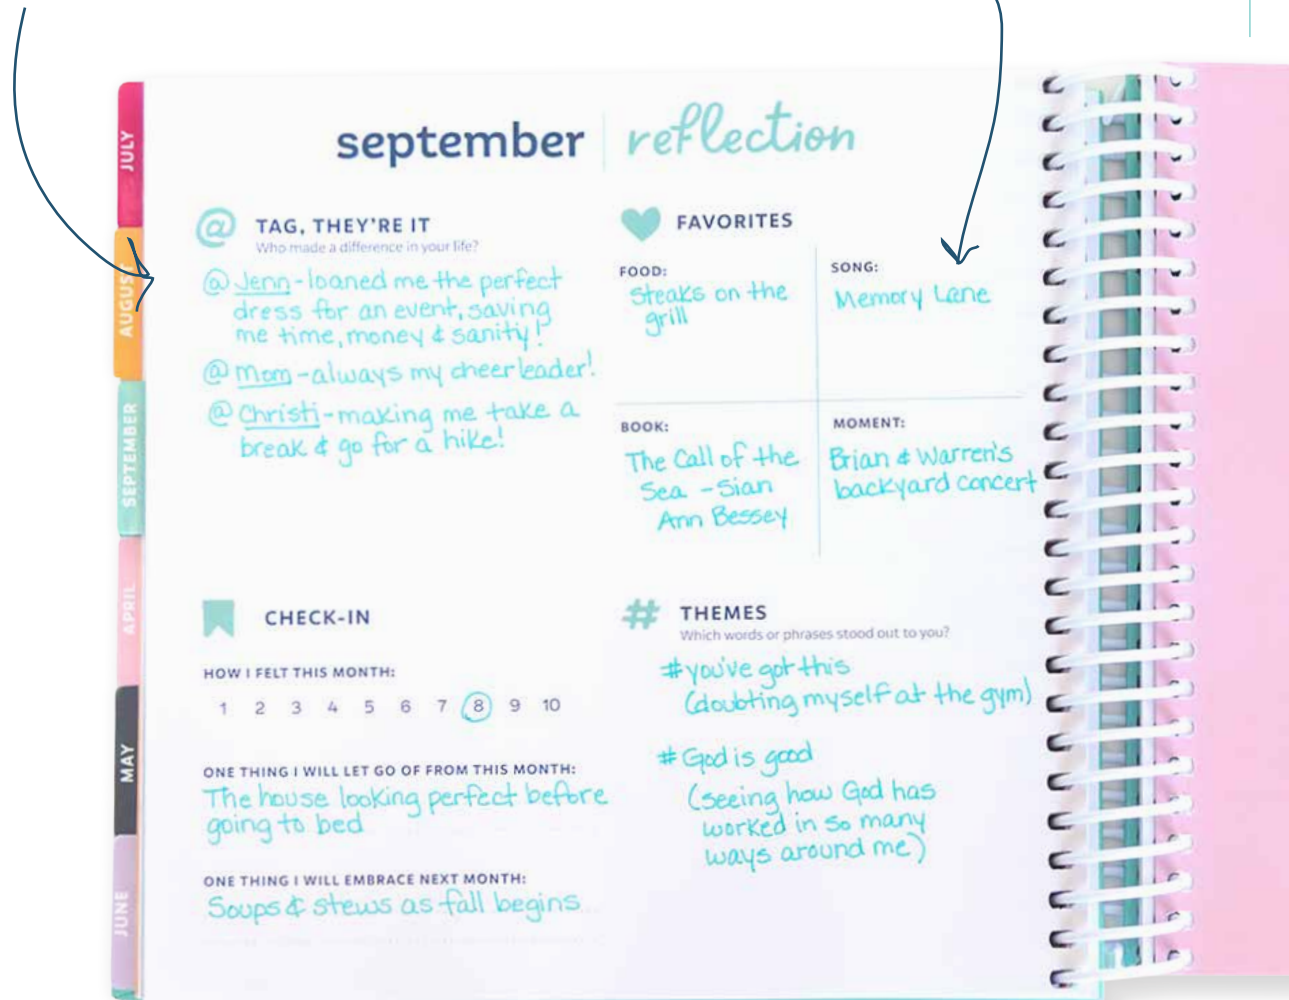 JULY
AUGUST
SEPTEMBER
APRIL
MAY
JUNE
september | reflection
@ TAG, THEY'RE IT
Who made a difference in your life?
@ Jenn - loaned me the perfect
dress for an event, saving
me time, money & sanity!
@ Mom - always my cheerleader!
@ Christi - making me take a
break & go for a hike!
FAVORITES
FOOD:
Steaks on the
grill
SONG:
Memory Lane
BOOK:
The Call of the
Sea - Sian
Ann Bessey
MOMENT:
Brian & Warren's
backyard concert
CHECK-IN
HOW I FELT THIS MONTH:
1 2 3 4 5 6 7 8 9 10
ONE THING I WILL LET GO OF FROM THIS MONTH:
The house looking perfect before
going to bed
ONE THING I WILL EMBRACE NEXT MONTH:
Soups & stews as fall begins
# THEMES
Which words or phrases stood out to you?
# you've got this
(doubting myself at the gym)
# God is good
(seeing how God has
worked in so many
ways around me)